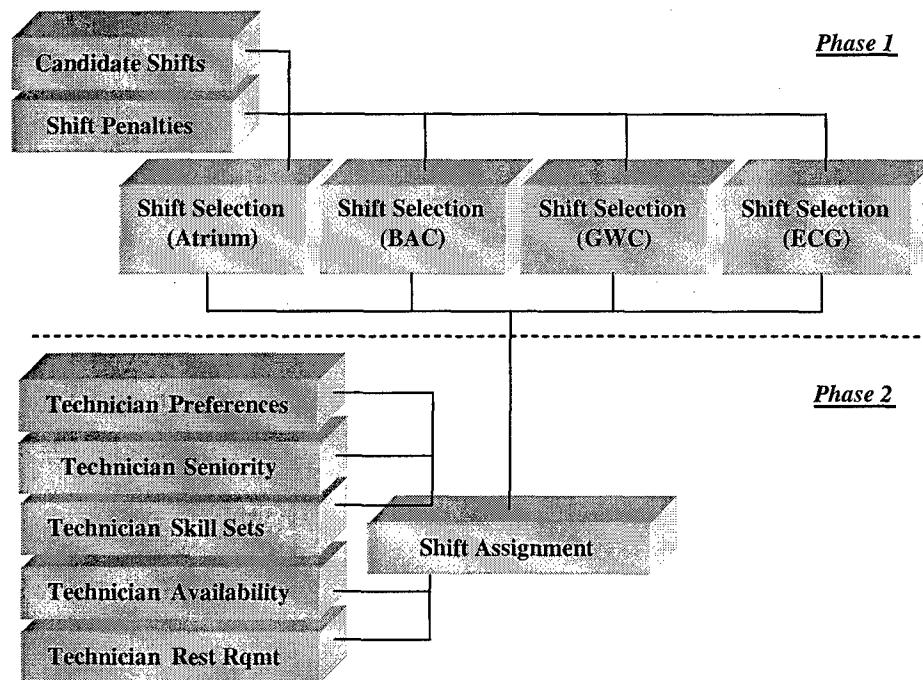 Phase 1
Candidate Shifts
Shift Penalties
Shift Selection
(Atrium)
Shift Selection
(BAC)
Shift Selection
(GWC)
Shift Selection
(ECG)
Phase 2
Technician Preferences
Technician Seniority
Technician Skill Sets
Technician Availability
Technician Rest Rqmt
Shift Assignment